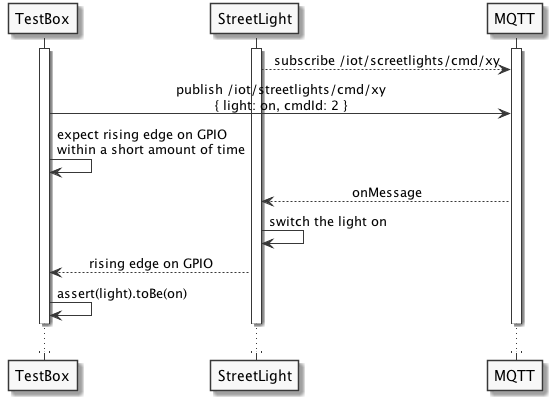 TestBox
StreetLight
MQTT
subscribe /iot/screetlights/cmd/xy
publish /iot/streetlights/cmd/xy
{ light: on, cmdId: 2 }
expect rising edge on GPIO
within a short amount of time
onMessage
switch the light on
rising edge on GPIO
assert(light).toBe(on)
TestBox
StreetLight
MQTT